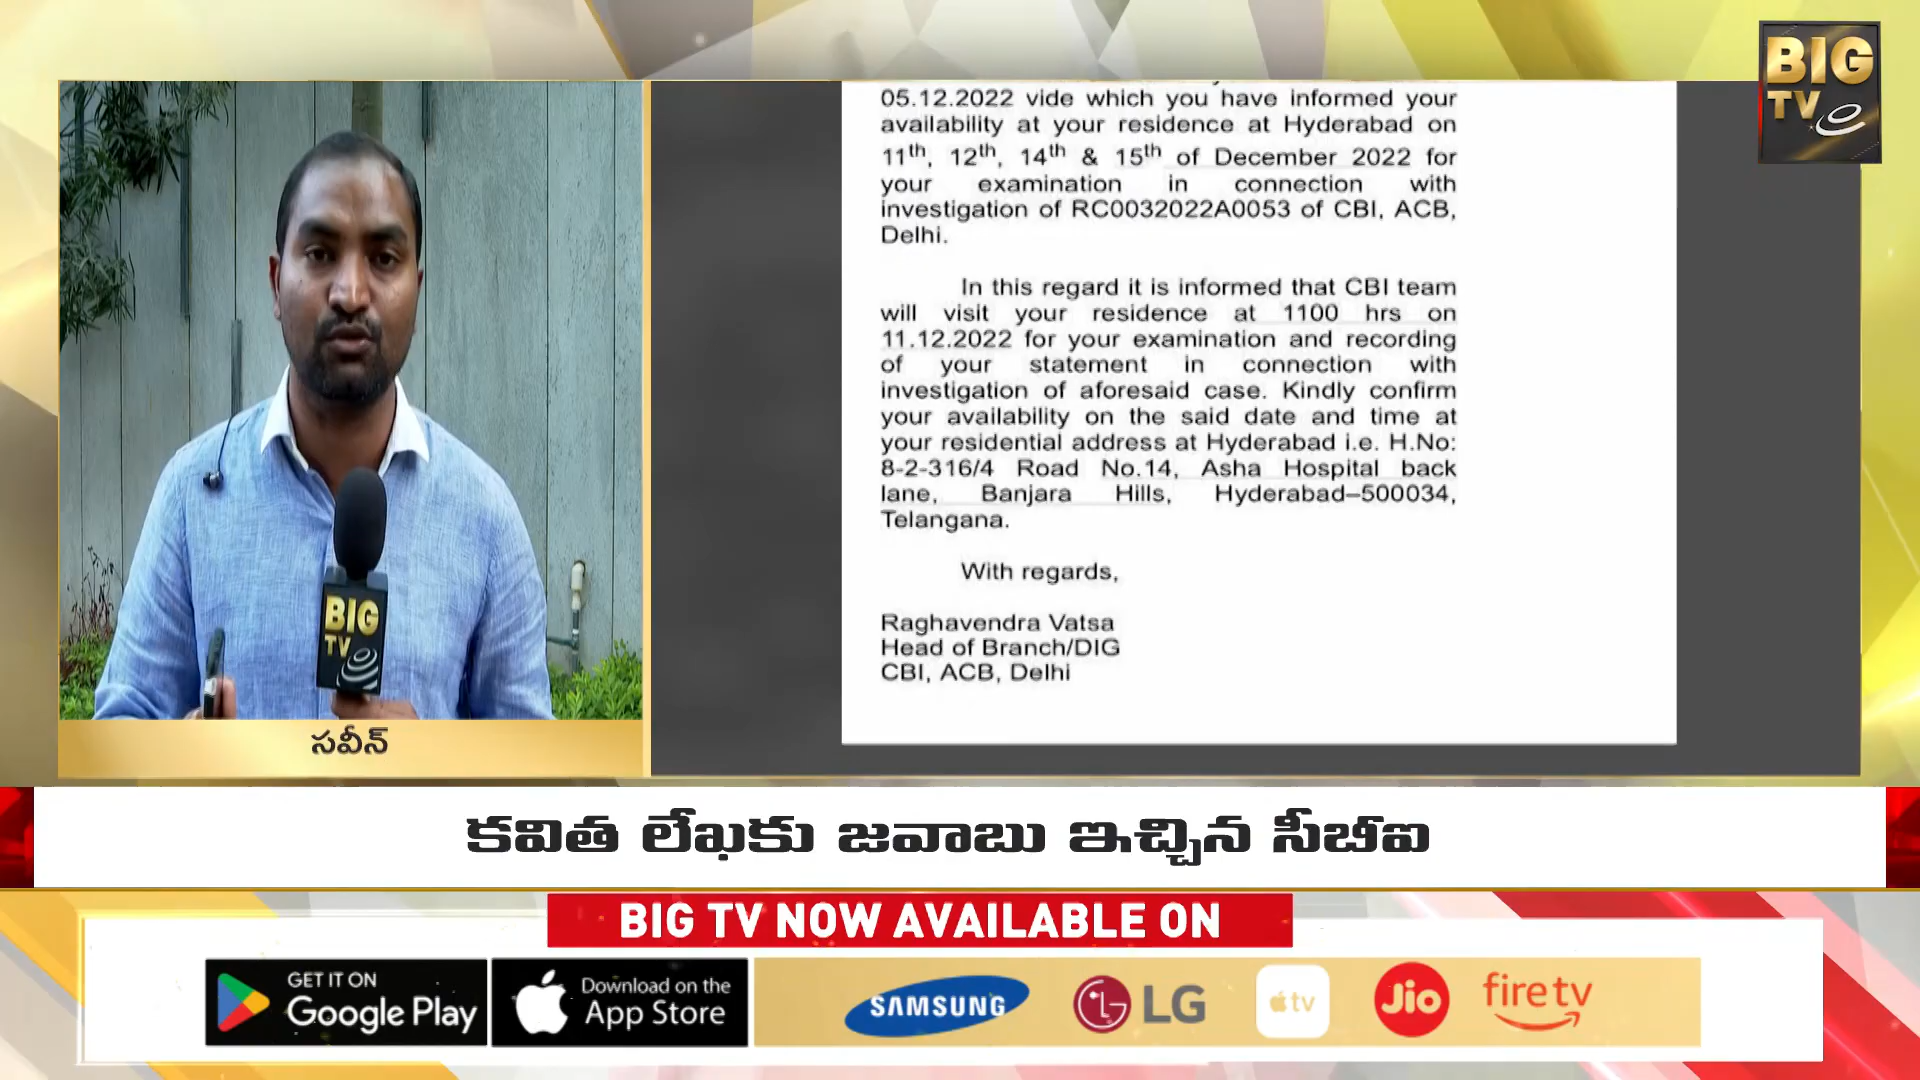 BIG
TV
05.12.2022 vide which you have informed your
availability at your residence at Hyderabad on
11th, 12th, 14th & 15th of December 2022 for
your examination in connection with
investigation of RC0032022A0053 of CBI, ACB,
Delhi.
In this regard it is informed that CBI team
will visit your residence at 1100 hrs on
11.12.2022 for your examination and recording
of your statement in connection with
investigation of aforesaid case. Kindly confirm
your availability on the said date and time at
your residential address at Hyderabad i.e. H.No:
8-2-316/4 Road No.14, Asha Hospital back
lane, Banjara Hills, Hyderabad–500034,
Telangana.
With regards,
Raghavendra Vatsa
Head of Branch/DIG
CBI, ACB, Delhi
BIG
TV
సవీన్
కవిత లేఖకు జవాబు ఇచ్చిన సీబీఐ
BIG TV NOW AVAILABLE ON
GET IT ON
Google Play
Download on the
App Store
SAMSUNG
LG
tv
Jio
fire tv